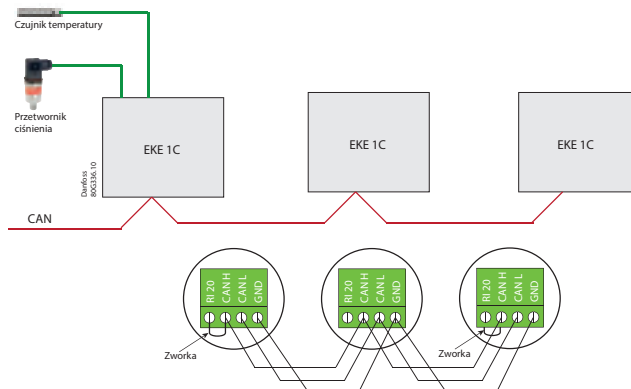 Czujnik temperatury
Przetwornik
ciśnienia
EKE 1C
EKE 1C
EKE 1C
Danfoss
80G336.10
CAN
RI 20
CAN H
CAN L
GND
RI 20
CAN H
CAN L
GND
RI 20
CAN H
CAN L
GND
Zworka
Zworka